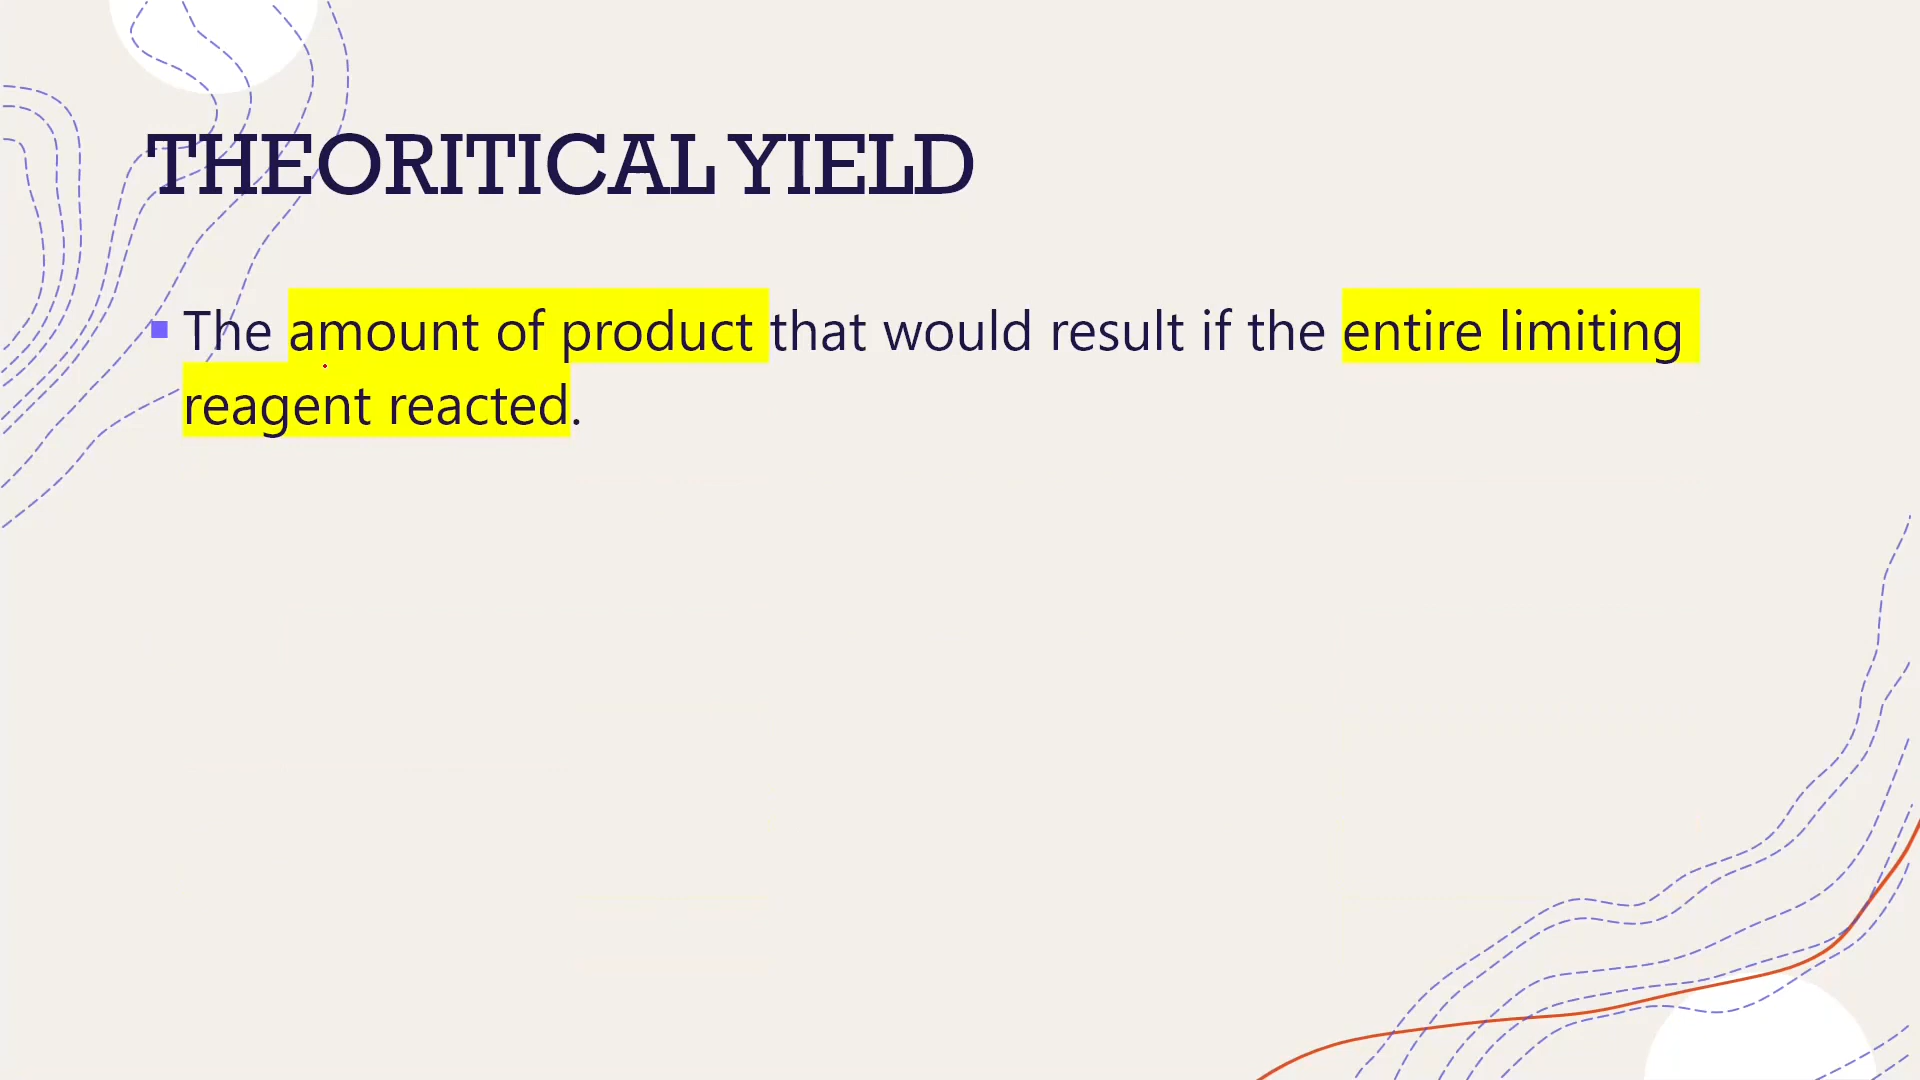 THEORITICAL YIELD
The amount of product that would result if the entire limiting
reagent reacted.